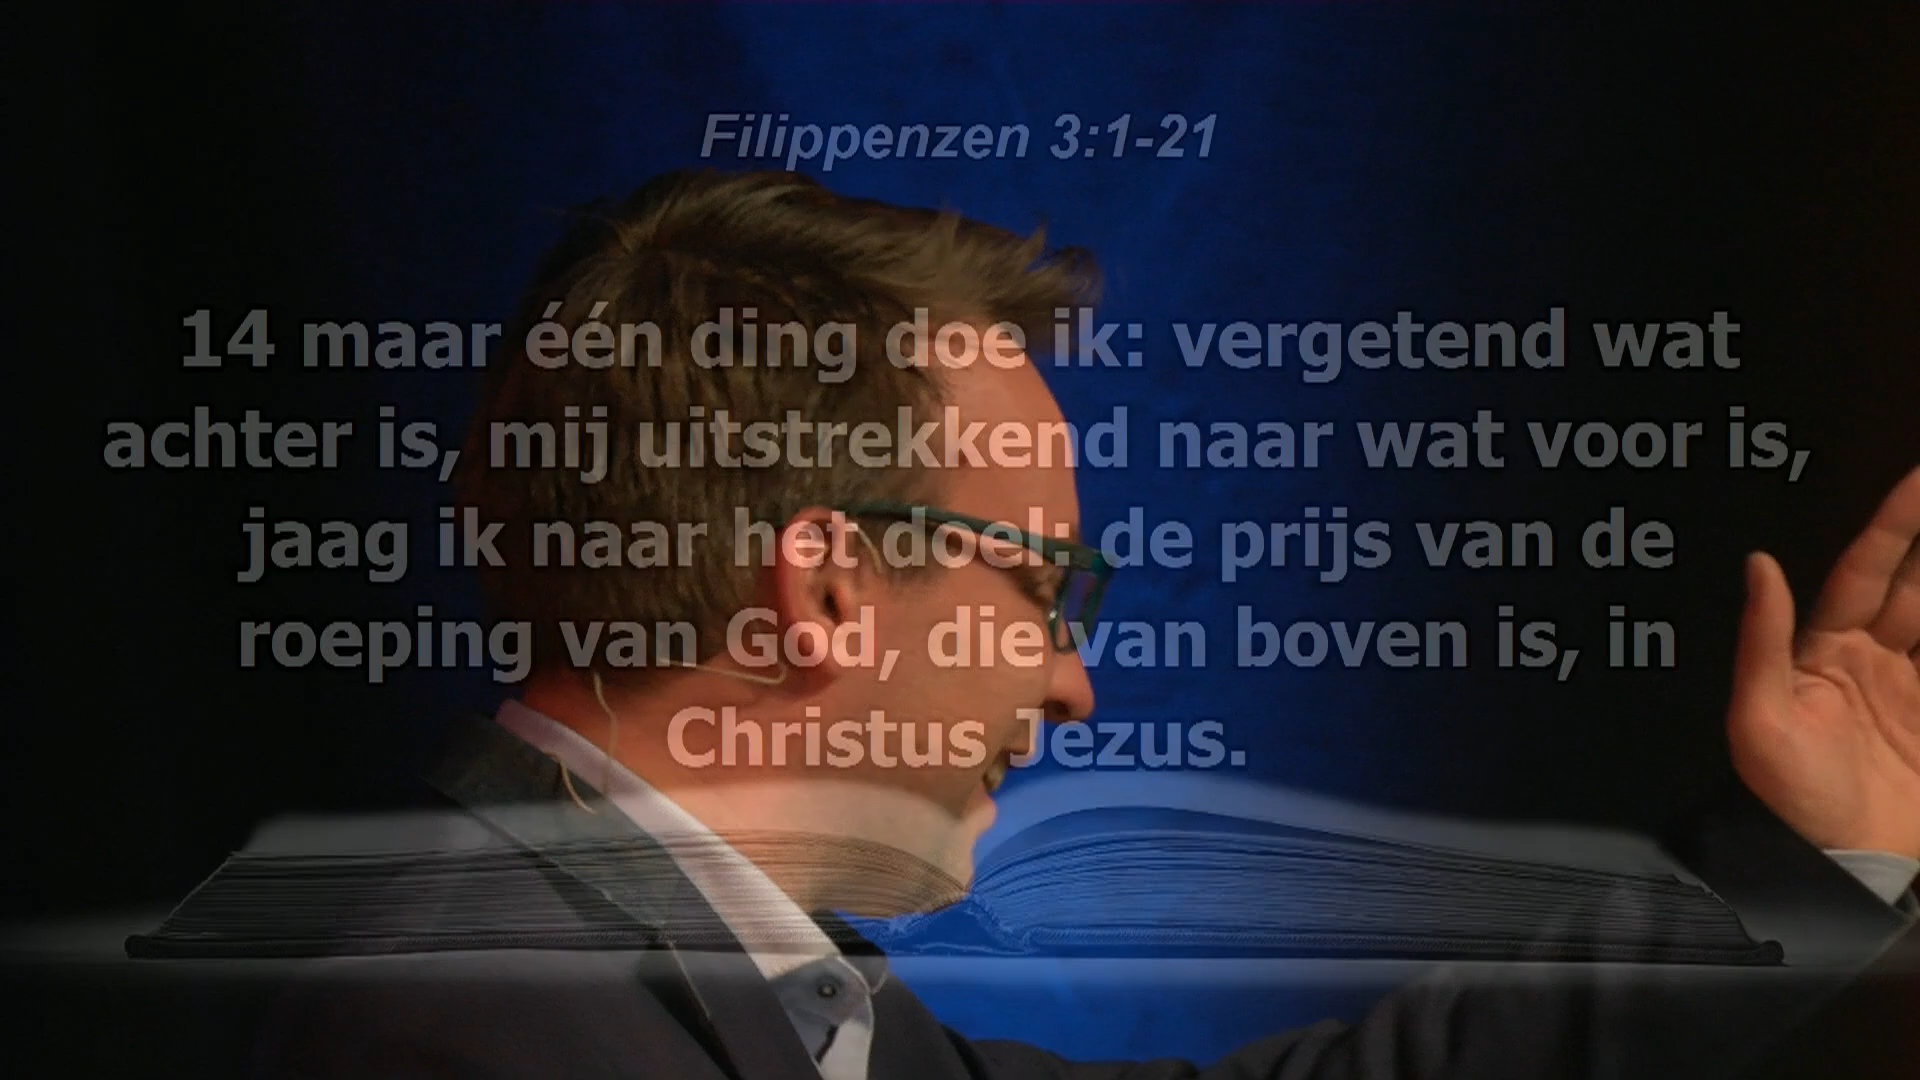 Filippenzen 3:1-21
14 maar één ding doe ik: vergetend wat
achter is, mij uitstrekkend naar wat voor is,
jaag ik naar het doel: de prijs van de
roeping van God, die van boven is, in
Christus Jezus.